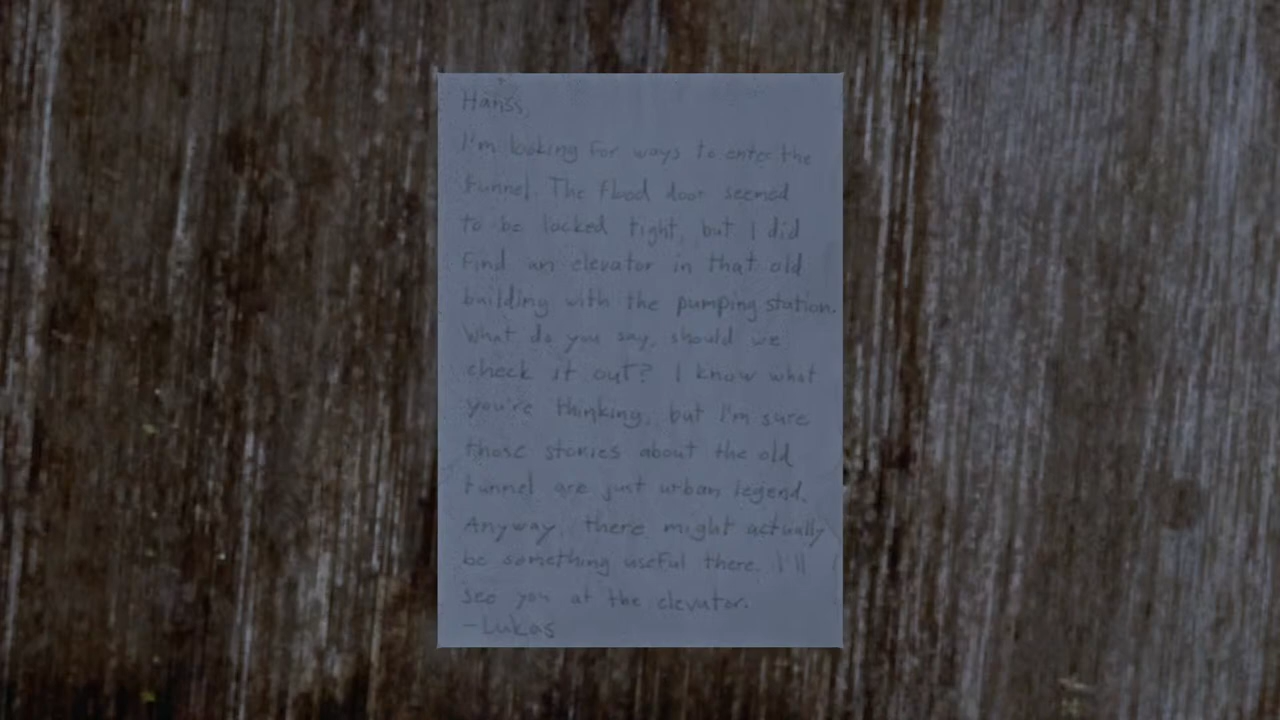 Hanss,
I'm looking for ways to enter the
tunnel. The flood door seemed
to be locked tight, but I did
find an elevator in that old
building with the pumping station.
What do you say, should we
check it out? I know what
you're thinking, but I'm sure
those stories about the old
tunnel are just urban legend.
Anyway, there might actually
be something useful there. I'll
see you at the elevator.
-Lukas